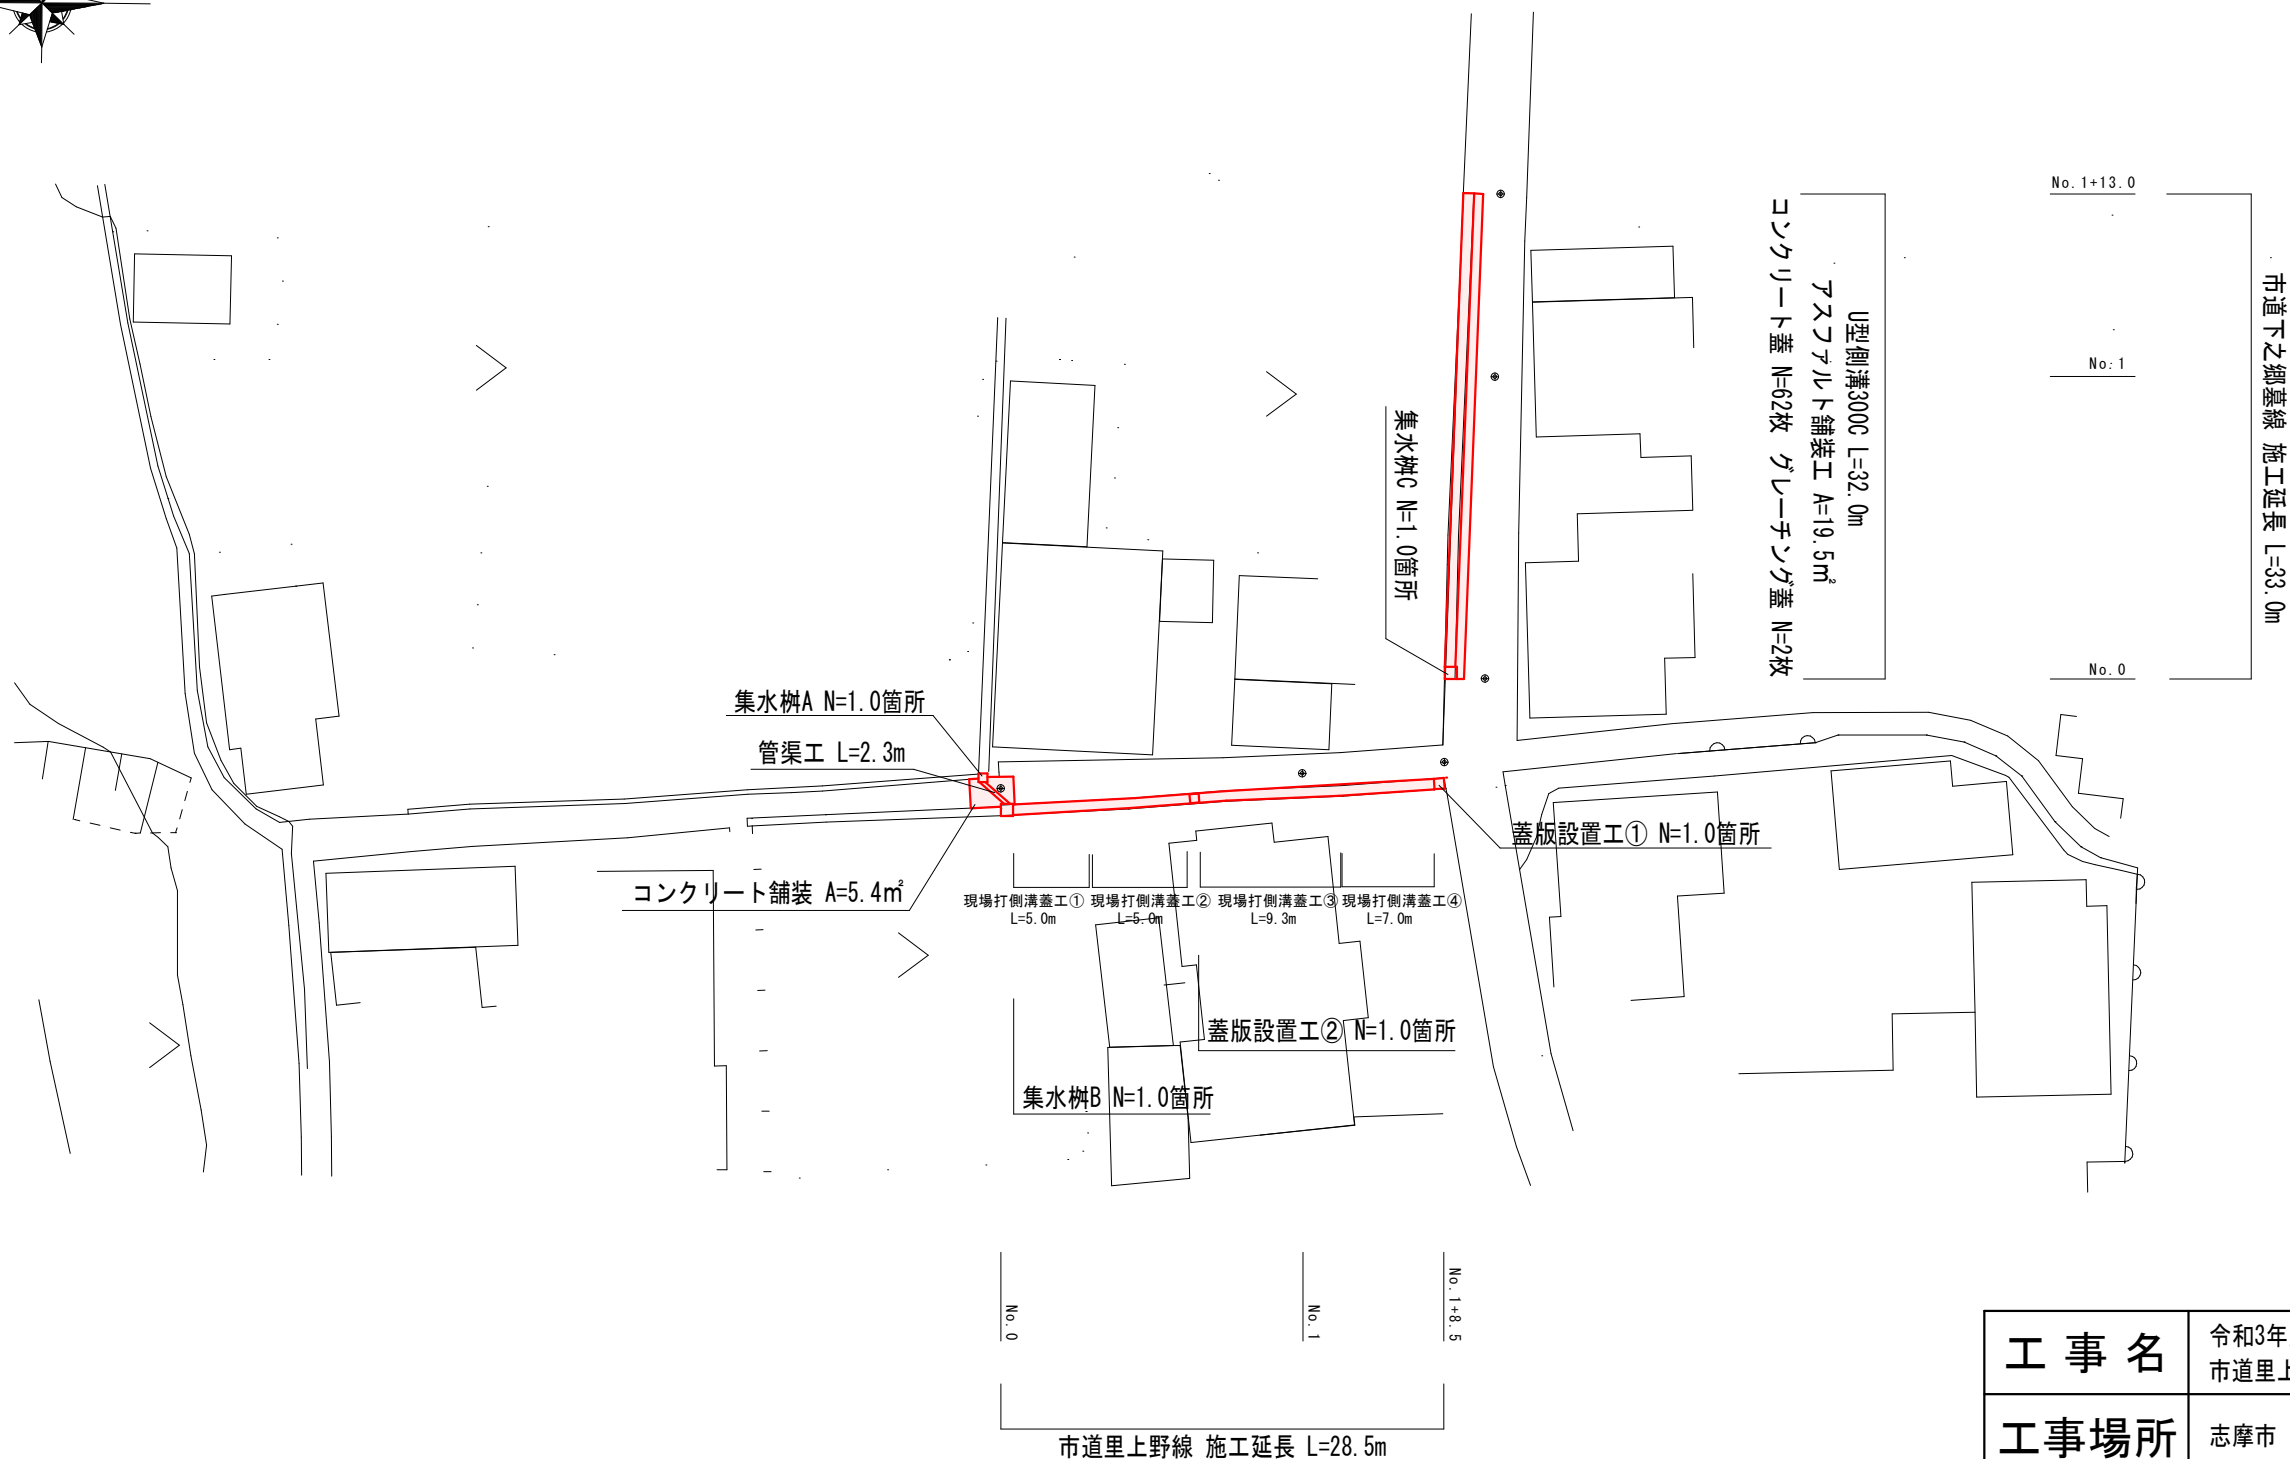 No.1+13.0
No.1
No.0
市道下之郷墓線 施工延長 L=33.0m
U型側溝300C L=32.0m
アスファルト舗装工 A=19.5㎡
コンクリート蓋 N=62枚 グレーチング蓋 N=2枚
集水桝C N=1.0箇所
集水桝A N=1.0箇所
管渠工 L=2.3m
コンクリート舗装 A=5.4㎡
蓋版設置工① N=1.0箇所
現場打側溝蓋工①
L=5.0m
現場打側溝蓋工②
L=5.0m
現場打側溝蓋工③
L=9.3m
現場打側溝蓋工④
L=7.0m
蓋版設置工② N=1.0箇所
集水桝B N=1.0箇所
No.0
No.1
No.1+8.5
市道里上野線 施工延長 L=28.5m
工事名
令和3年
市道里上
工事場所
志摩市